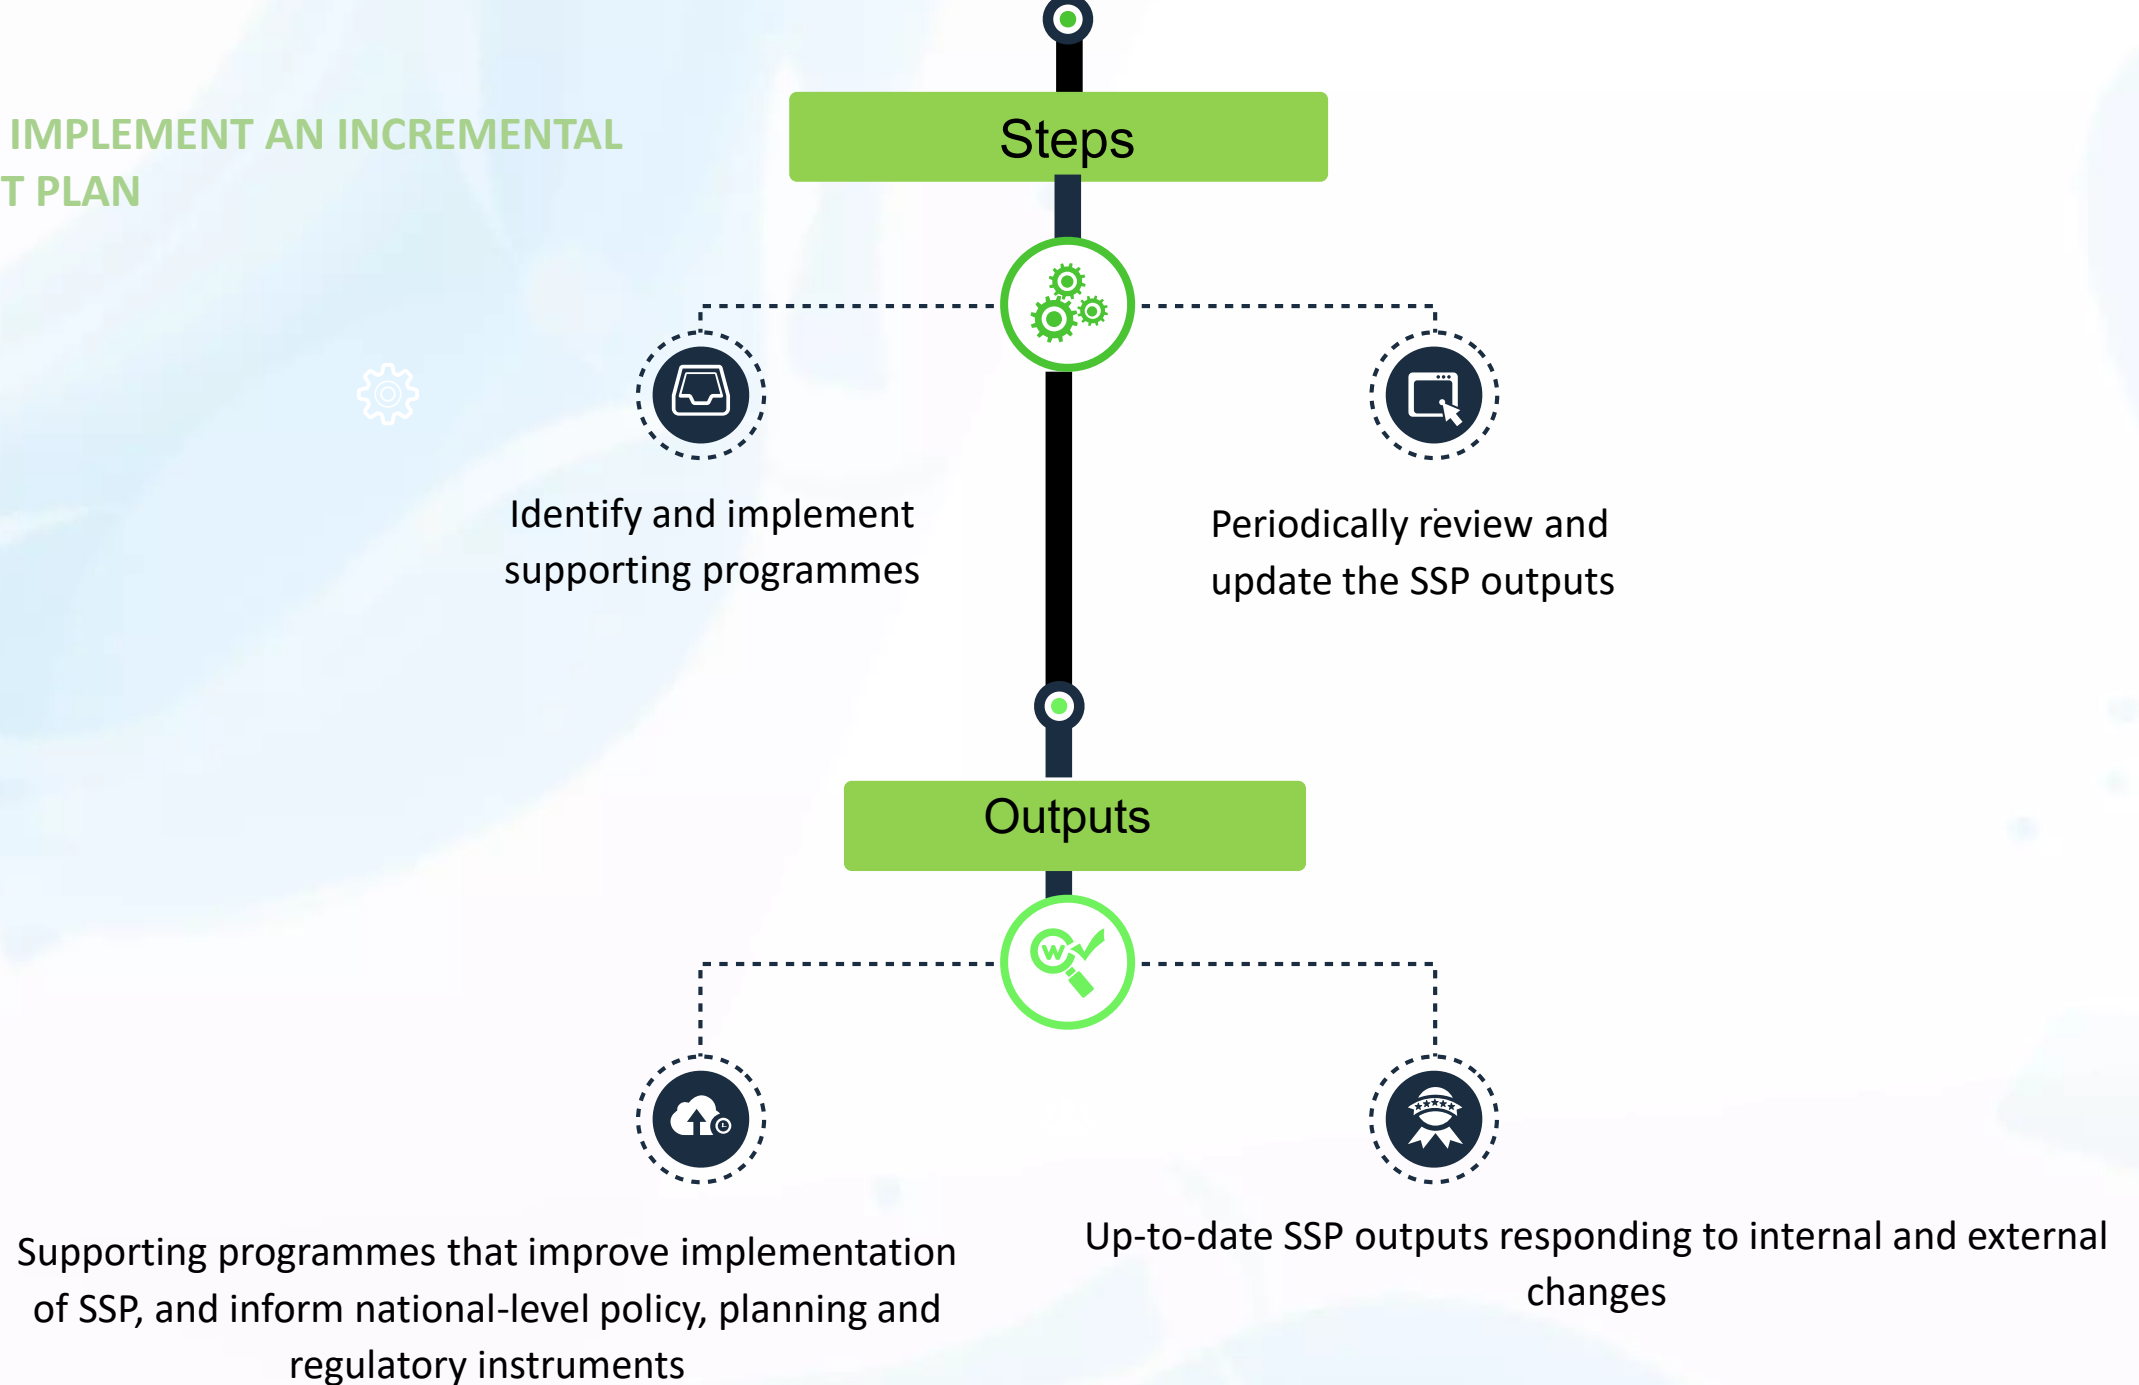 IMPLEMENT AN INCREMENTAL
T PLAN
Steps
Identify and implement
supporting programmes
Periodically review and
update the SSP outputs
Outputs
W
Supporting programmes that improve implementation
of SSP, and inform national-level policy, planning and
regulatory instruments
Up-to-date SSP outputs responding to internal and external
changes